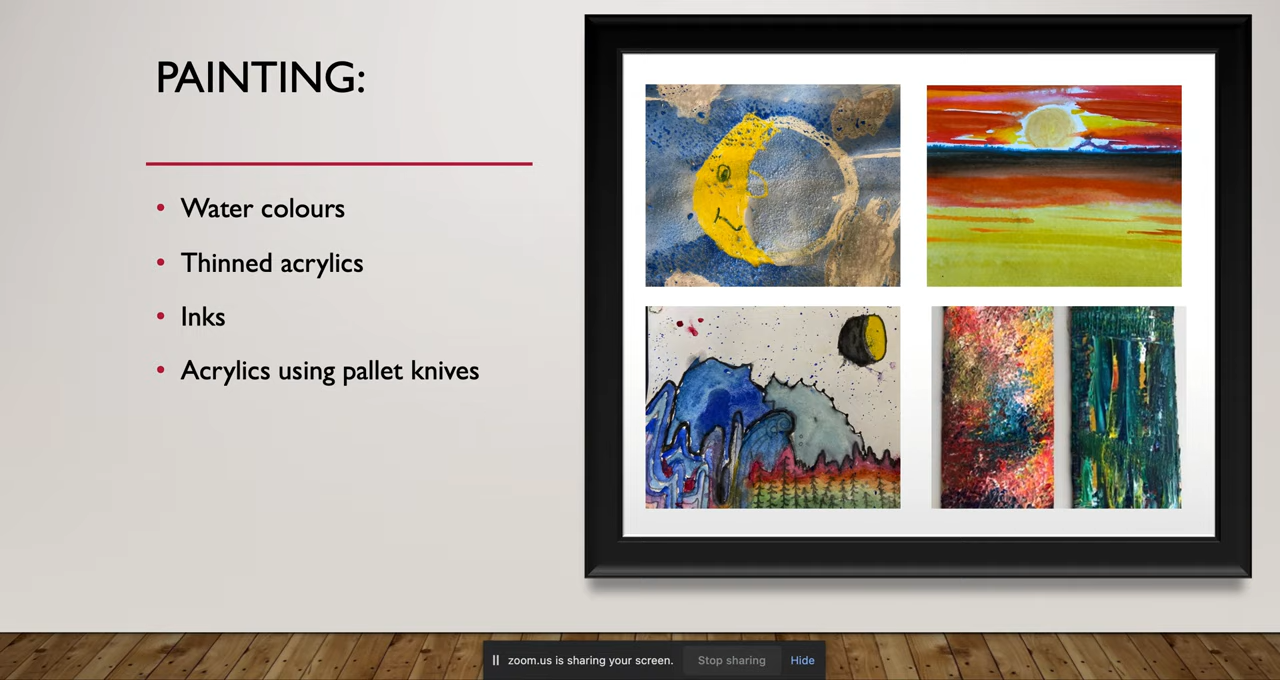 PAINTING:
• Water colours
• Thinned acrylics
• Inks
• Acrylics using pallet knives
zoom.us is sharing your screen. Stop sharing Hide